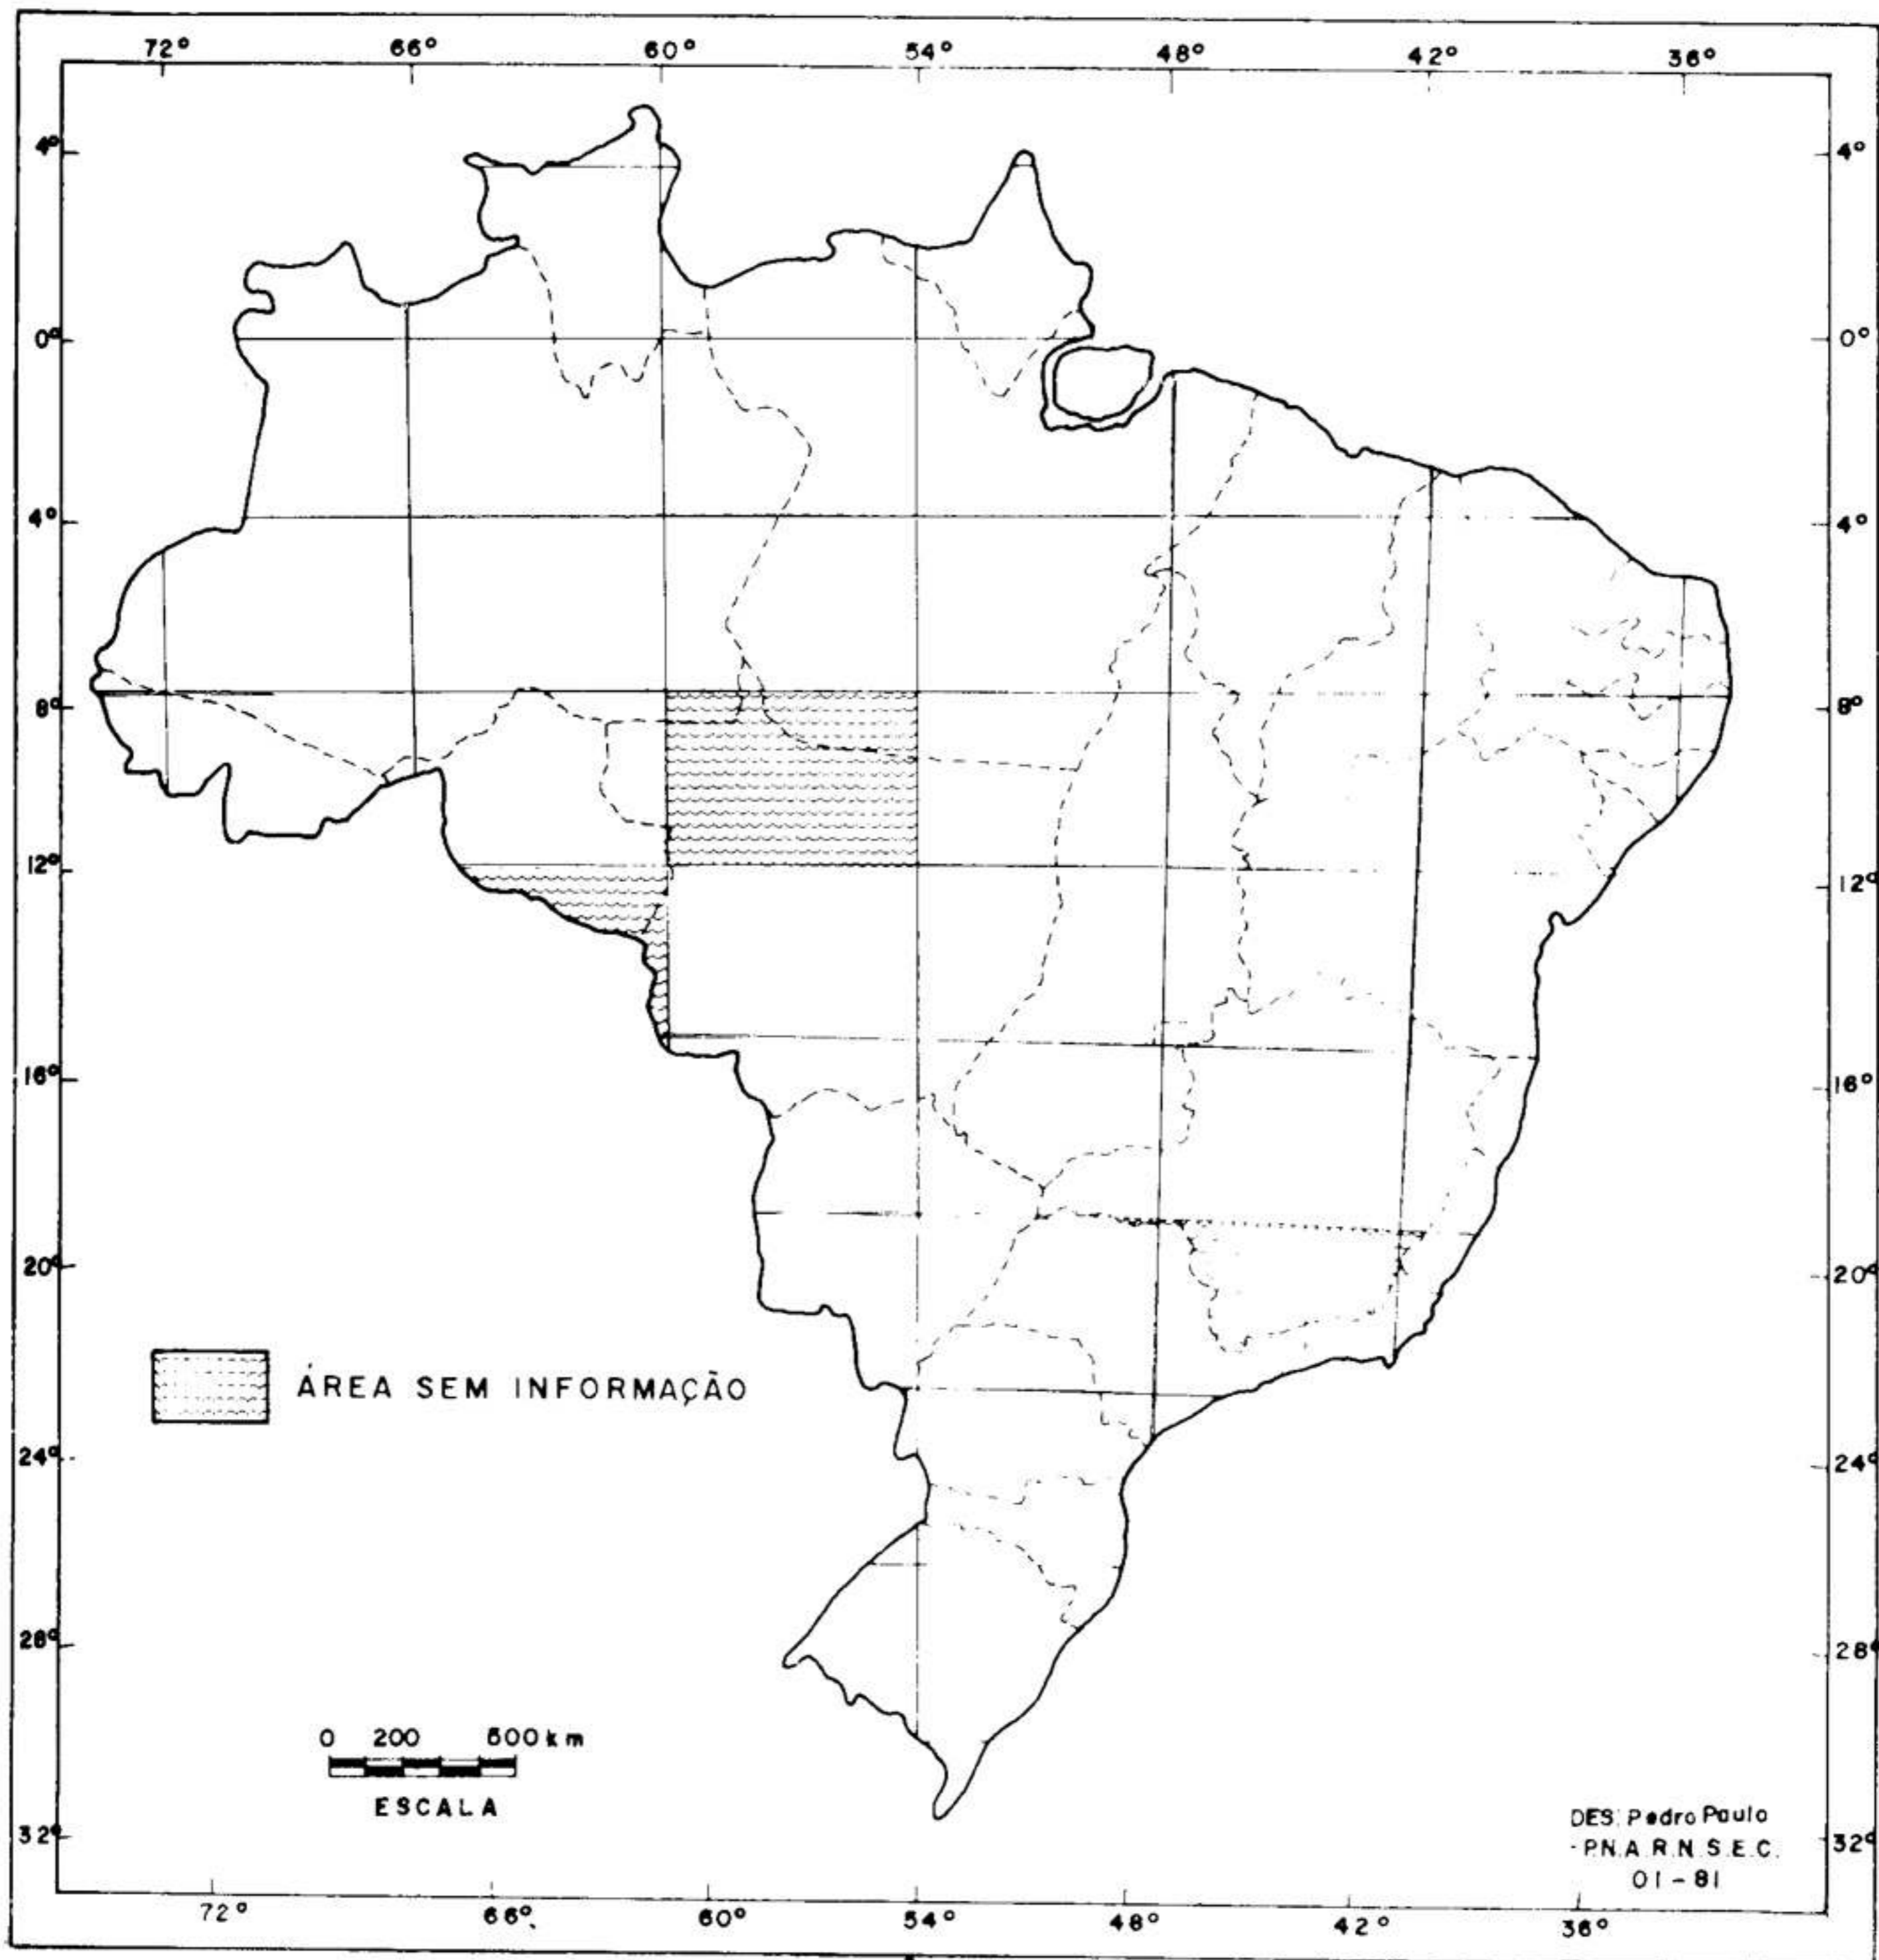 72° 66° 60° 54° 48° 42° 36°
4° 4°
0° 0°
4° 4°
8° 8°
12° 12°
16° 16°
20° 20°
ÁREA SEM INFORMAÇÃO
24° 24°
28° 28°
0 200 600 km
ESCALA
DES: Pedro Paulo
-P.N.A.R.N.S.E.C.
32° 32°
01-81
72° 66° 60° 54° 48° 42° 36°